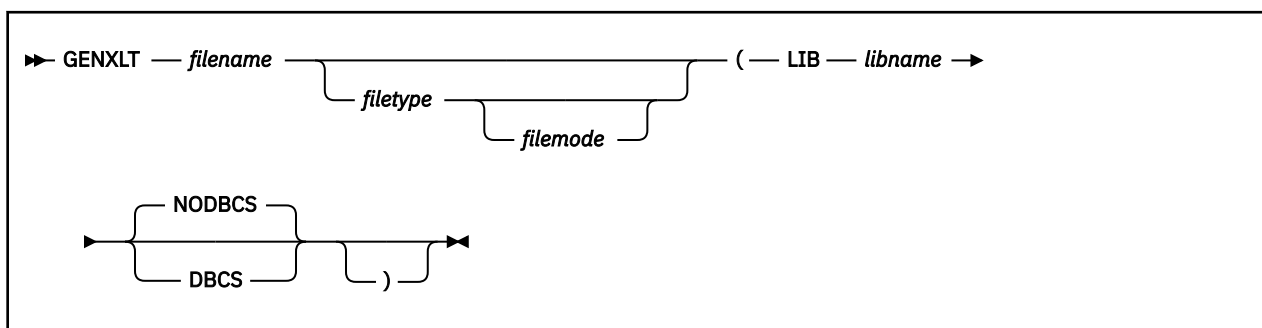 GENXLT filename ( LIB libname
filetype
filemode
NODBCS
DBCS )